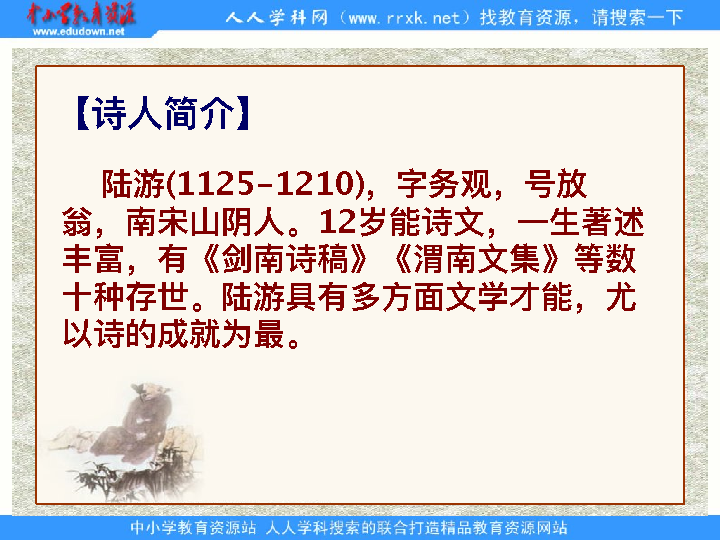 中小学教育资源
www.edudown.net
人人学科网（www.rrxk.net）找教育资源，请搜索一下
【诗人简介】
陆游(1125-1210)，字务观，号放
翁，南宋山阴人。12岁能诗文，一生著述
丰富，有《剑南诗稿》《渭南文集》等数
十种存世。陆游具有多方面文学才能，尤
以诗的成就为最。
中小学教育资源站 人人学科搜索的联合打造精品教育资源网站